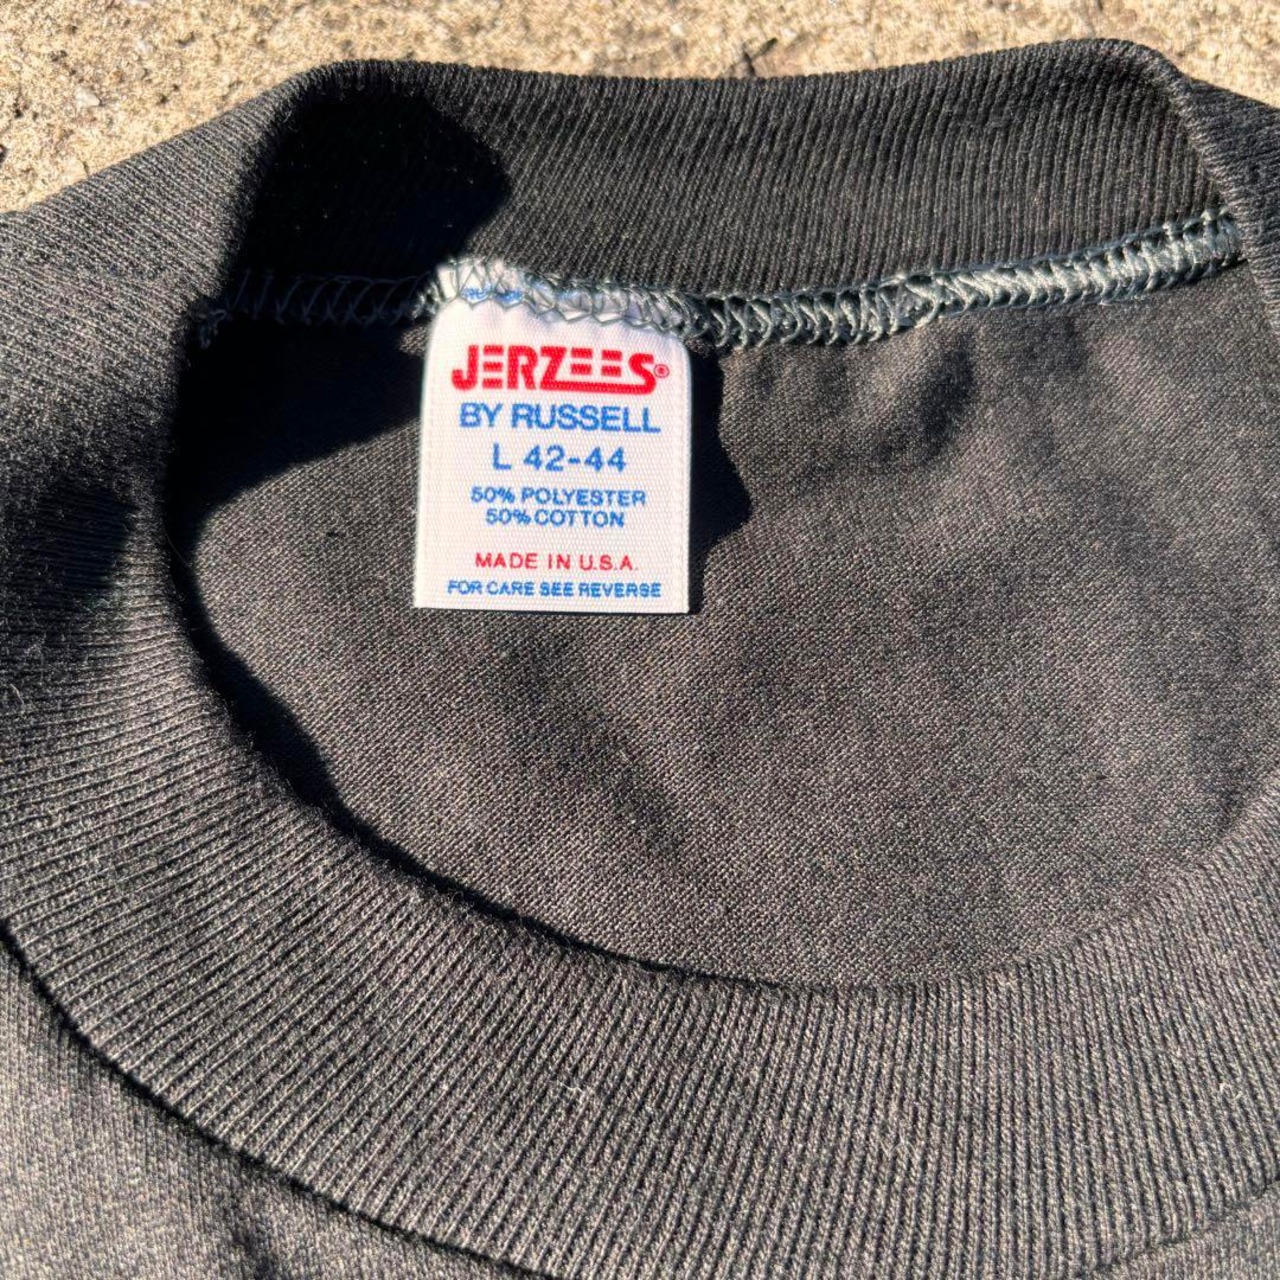 JERZEES®
BY RUSSELL
L 42-44
50% POLYESTER
50% COTTON
MADE IN U.S.A.
FOR CARE SEE REVERSE